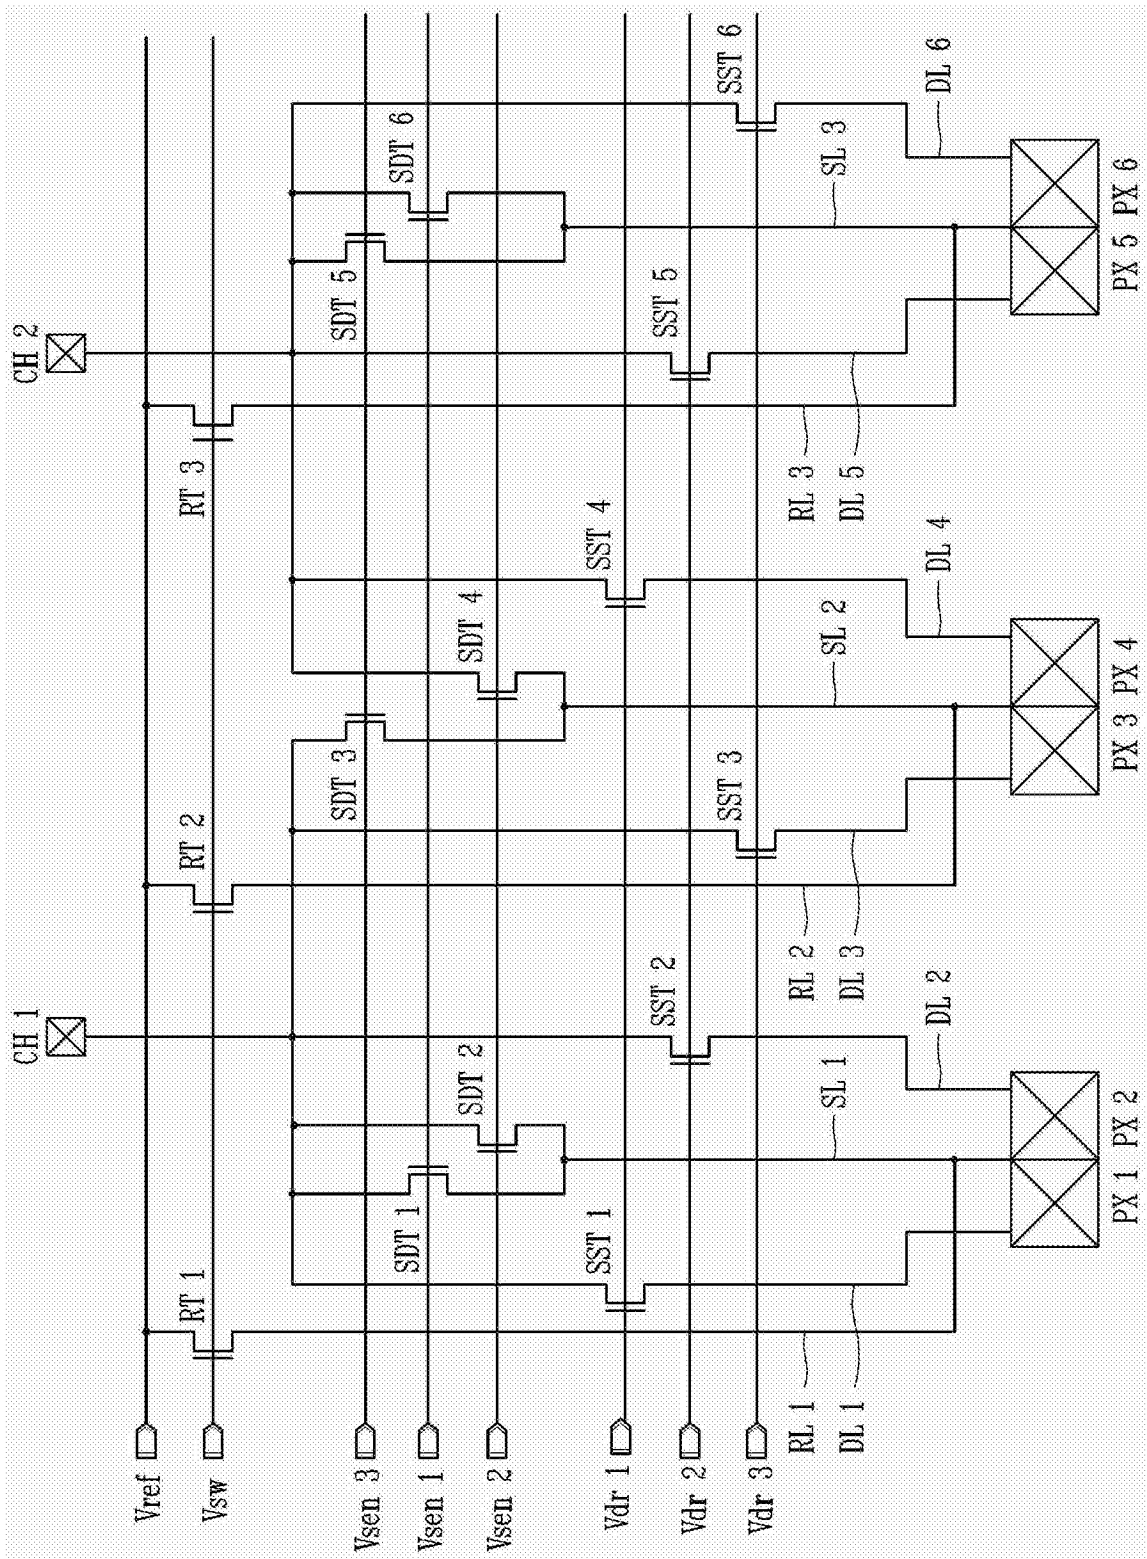 CH 1
CH 2
Vref
Vsw
Vsen 3
Vsen 1
Vsen 2
Vdr 1
Vdr 2
Vdr 3
RT 1
RT 2
RT 3
SDT 1
SDT 2
SDT 3
SDT 4
SDT 5
SDT 6
SST 1
SST 2
SST 3
SST 4
SST 5
SST 6
RL 1
DL 1
SL 1
DL 2
RL 2
DL 3
SL 2
DL 4
RL 3
DL 5
SL 3
DL 6
PX 1
PX 2
PX 3
PX 4
PX 5
PX 6